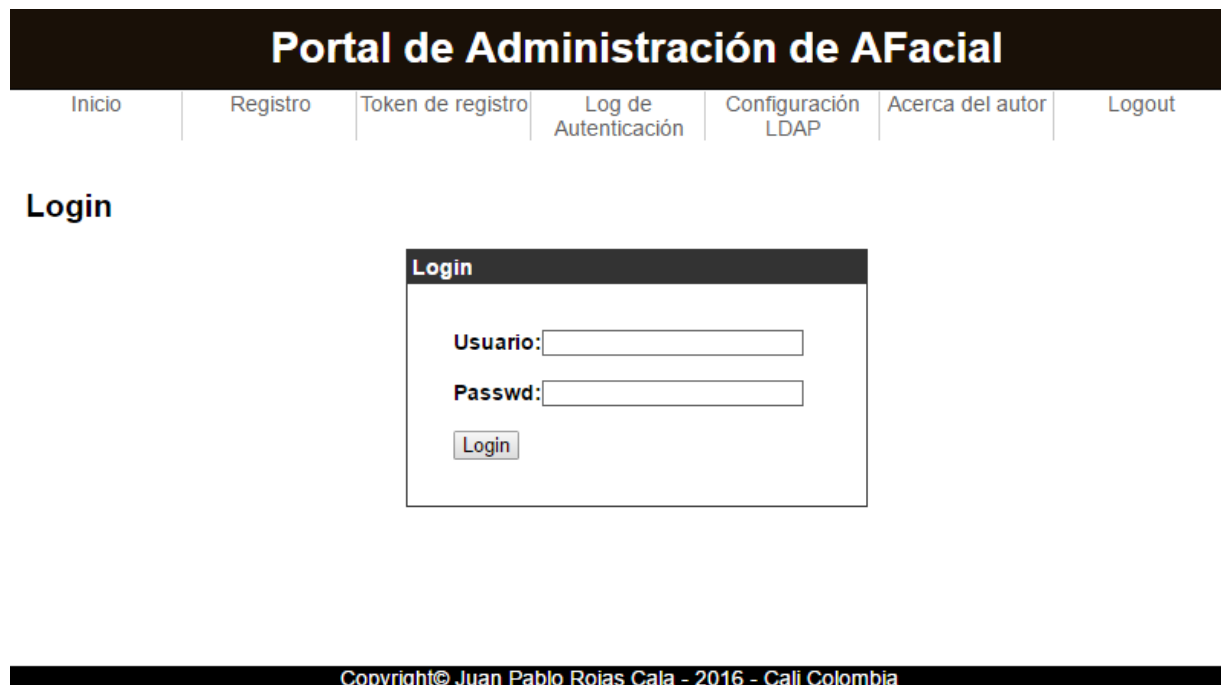 Portal de Administración de AFacial
Inicio
Registro
Token de registro
Log de
Autenticación
Configuración
LDAP
Acerca del autor
Logout
Login
Login
Usuario:
Passwd:
Login
Copyright© Juan Pablo Rojas Cala - 2016 - Cali Colombia